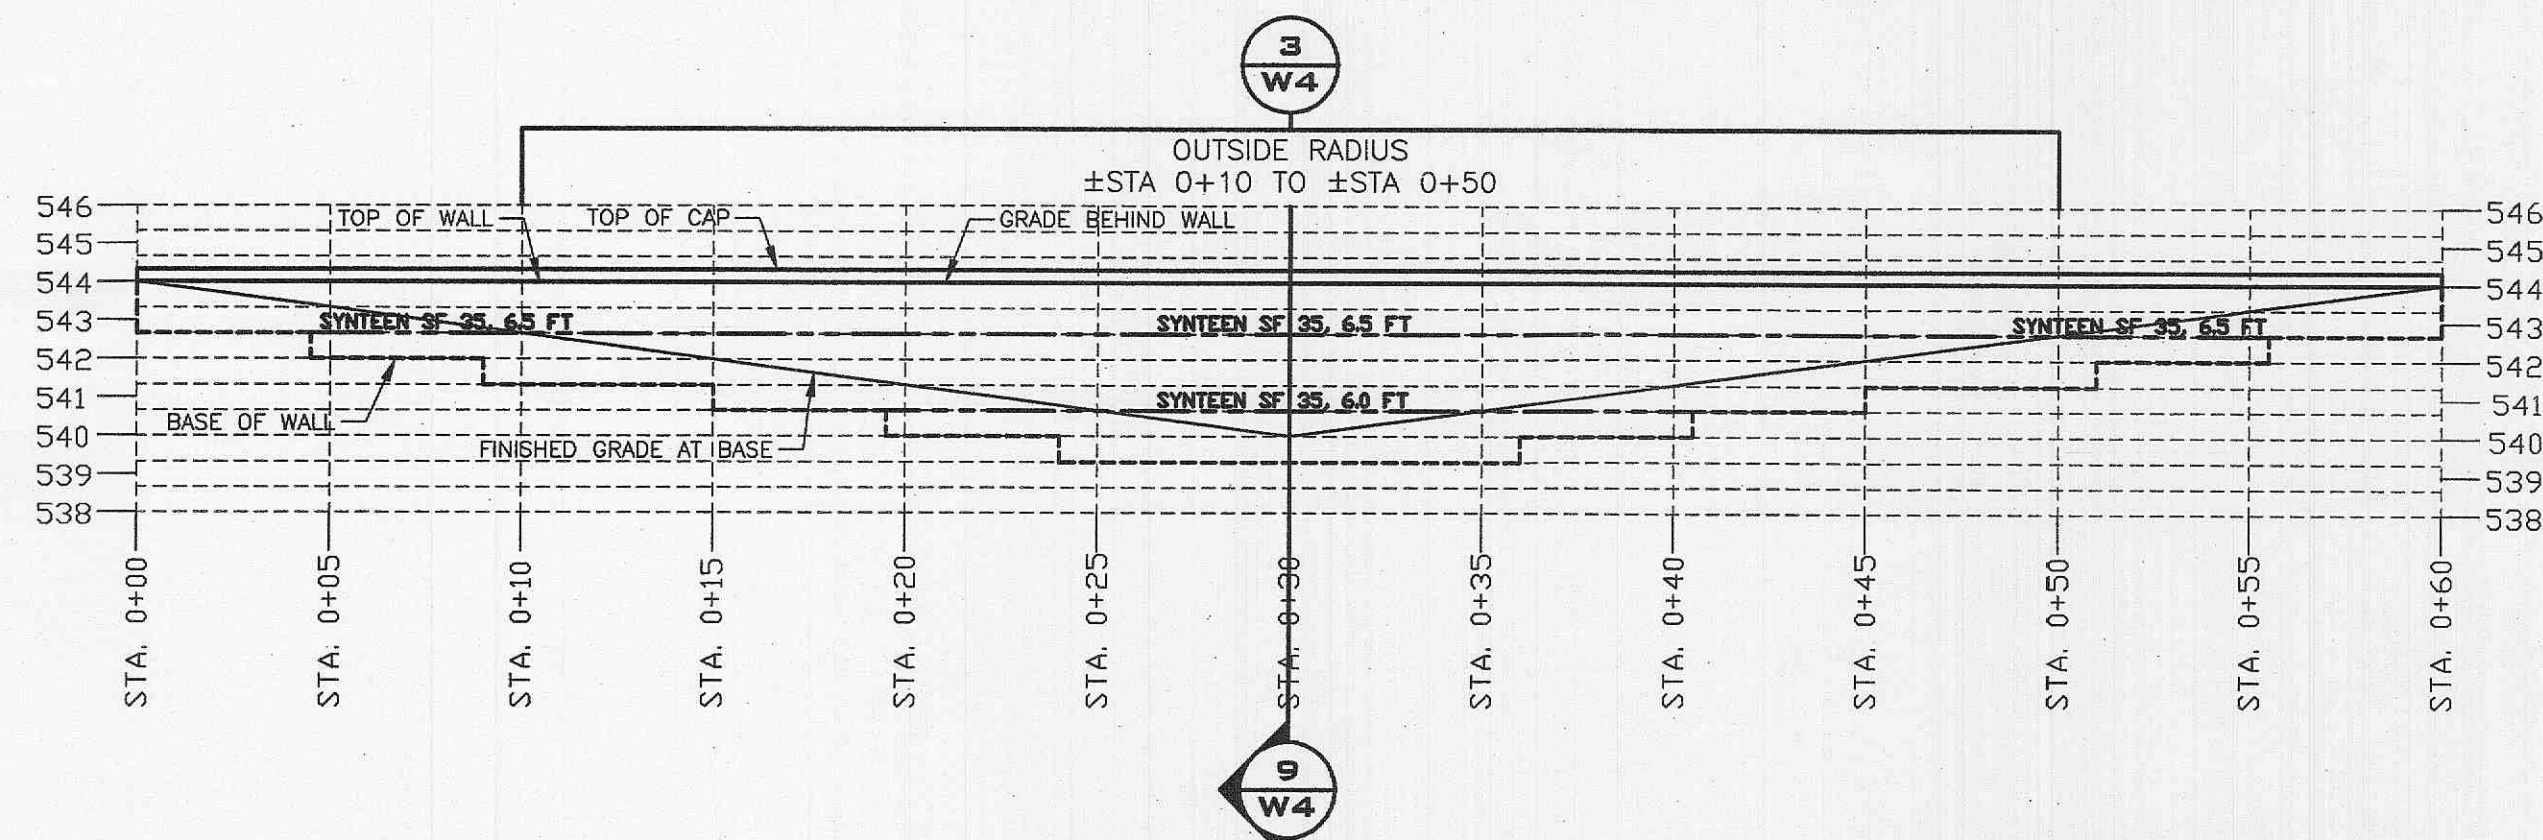 3
W4
OUTSIDE RADIUS
±STA 0+10 TO ±STA 0+50
546
TOP OF WALL
TOP OF CAP
GRADE BEHIND WALL
546
545
545
544
544
543
SYNTEEN SF 35, 6.5 FT
SYNTEEN SF 35, 6.5 FT
SYNTEEN SF 35, 6.5 FT
543
542
542
541
SYNTEEN SF 35, 6.0 FT
541
BASE OF WALL
540
FINISHED GRADE AT BASE
540
539
539
538
538
STA. 0+00
STA. 0+05
STA. 0+10
STA. 0+15
STA. 0+20
STA. 0+25
STA. 0+30
STA. 0+35
STA. 0+40
STA. 0+45
STA. 0+50
STA. 0+55
STA. 0+60
9
W4